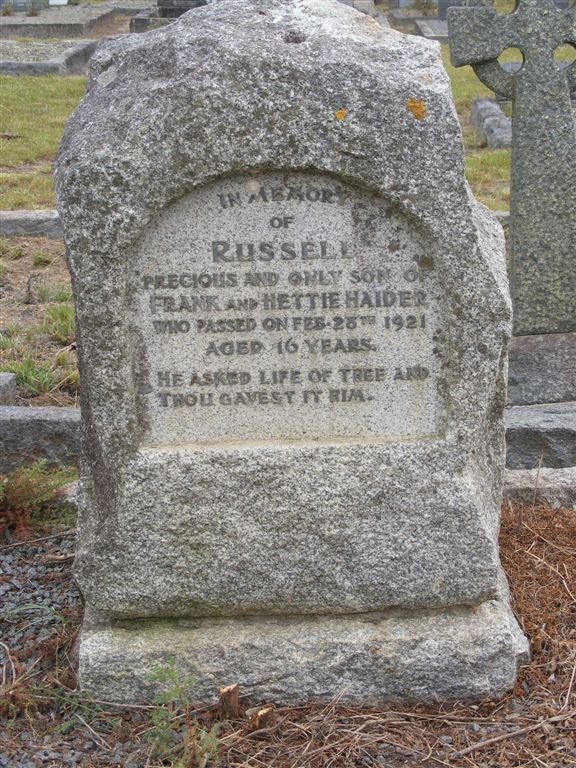 IN MEMORY
OF
RUSSELL
PRECIOUS AND ONLY SON OF
FRANK AND HETTIE HAIDER
WHO PASSED ON FEB. 28TH 1921
AGED 16 YEARS.
HE ASKED LIFE OF THEE AND
THOU GAVEST IT HIM.